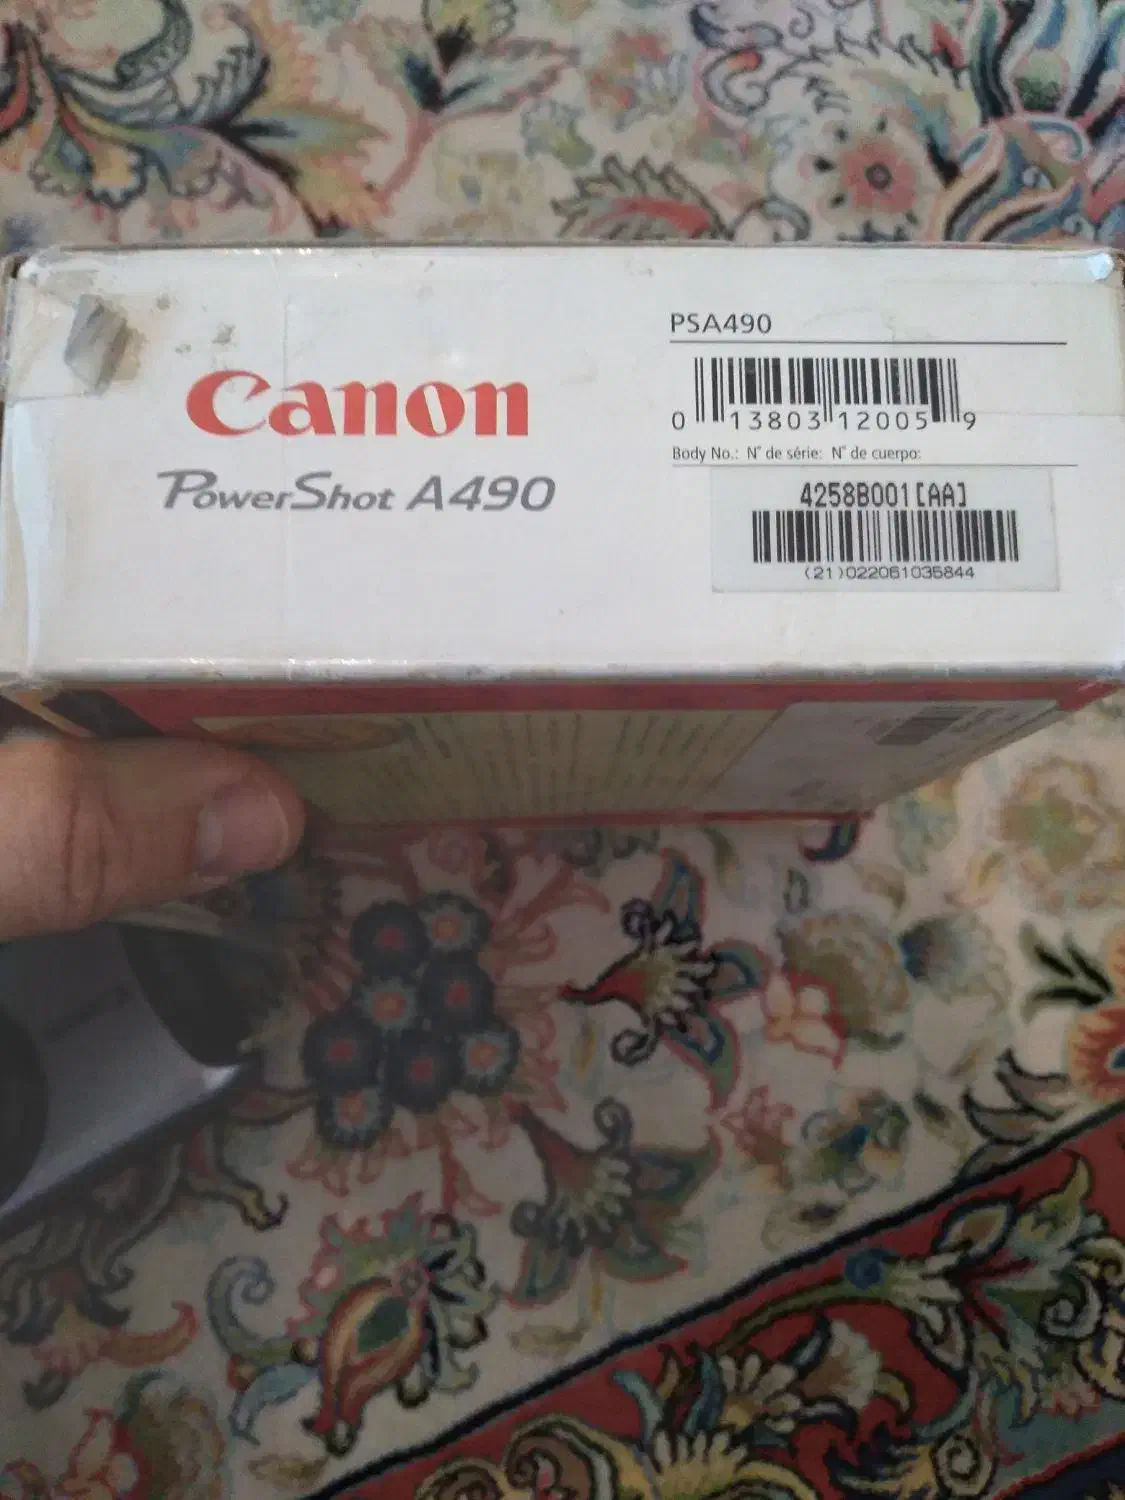 Canon
PowerShot A490
PSA490
0 13803 12005 9
Body No.: N° de série: N° de cuerpo:
4258B001[AA]
(21)022061035844